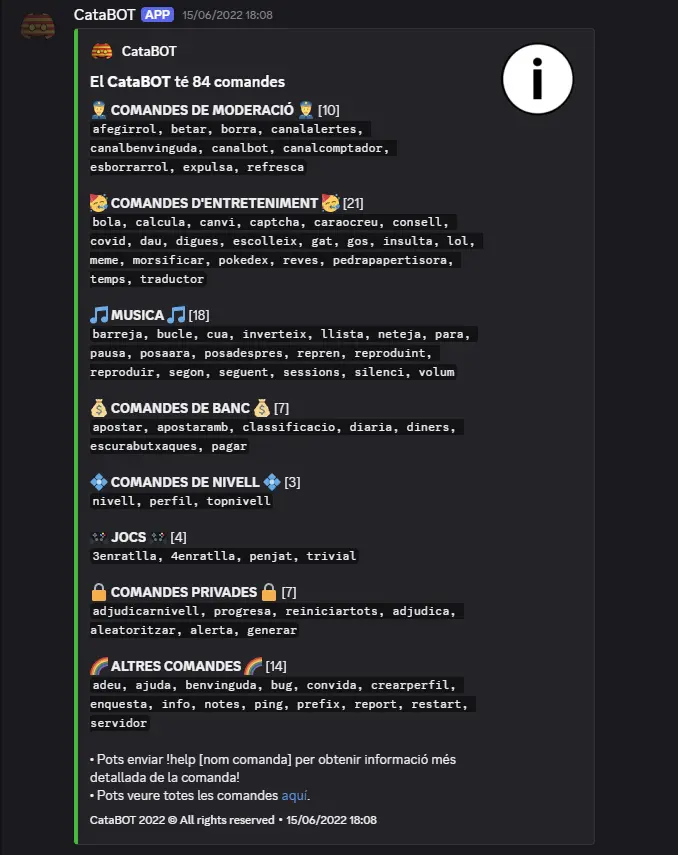 CataBOT APP 15/06/2022 18:08
CataBOT
El CataBOT té 84 comandes
👮 COMANDES DE MODERACIÓ 👮 [10]
afegirrol, betar, borra, canalalertes,
canalbenvinguda, canalbot, canalcomptador,
esborrarrol, expulsa, refresca
🥳 COMANDES D'ENTRETENIMENT 🥳 [21]
bola, calcula, canvi, captcha, caraocreu, consell,
covid, dau, digues, escolleix, gat, gos, insulta, lol,
meme, morsificar, pokedex, reves, pedrapapertisora,
temps, traductor
🎵 MUSICA 🎵 [18]
barreja, bucle, cua, inverteix, llista, neteja, para,
pausa, posaara, posadespres, repren, reproduint,
reproduir, segon, seguent, sessions, silenci, volum
💰 COMANDES DE BANC 💰 [7]
apostar, apostaramb, classificacio, diaria, diners,
escurabutxaques, pagar
💠 COMANDES DE NIVELL 💠 [3]
nivell, perfil, topnivell
🎮 JOCS 🎮 [4]
3enratlla, 4enratlla, penjat, trivial
🔒 COMANDES PRIVADES 🔒 [7]
adjudicarnivell, progresa, reiniciartots, adjudica,
aleatoritzar, alerta, generar
🌈 ALTRES COMANDES 🌈 [14]
adeu, ajuda, benvinguda, bug, convida, crearperfil,
enquesta, info, notes, ping, prefix, report, restart,
servidor
• Pots enviar !help [nom comanda] per obtenir informació més
detallada de la comanda!
• Pots veure totes les comandes aquí.
CataBOT 2022 © All rights reserved • 15/06/2022 18:08